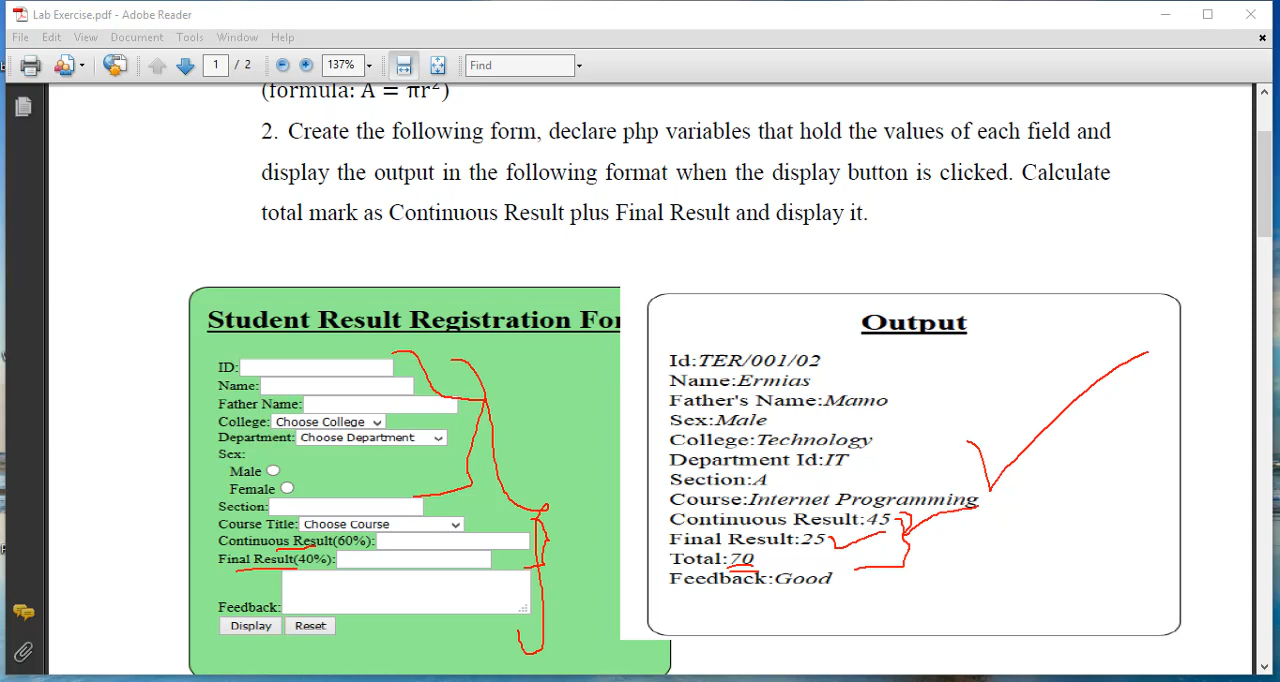 Lab Exercise.pdf - Adobe Reader
File Edit View Document Tools Window Help
1 / 2 137% Find
(formula: A = πr²)
2. Create the following form, declare php variables that hold the values of each field and
display the output in the following format when the display button is clicked. Calculate
total mark as Continuous Result plus Final Result and display it.
Student Result Registration For
ID:
Name:
Father Name:
College: Choose College
Department: Choose Department
Sex:
Male
Female
Section:
Course Title: Choose Course
Continuous Result(60%):
Final Result(40%):
Feedback:
Display Reset
Output
Id:TER/001/02
Name:Ermias
Father's Name:Mamo
Sex:Male
College:Technology
Department Id:IT
Section:A
Course:Internet Programming
Continuous Result:45
Final Result:25
Total:70
Feedback:Good